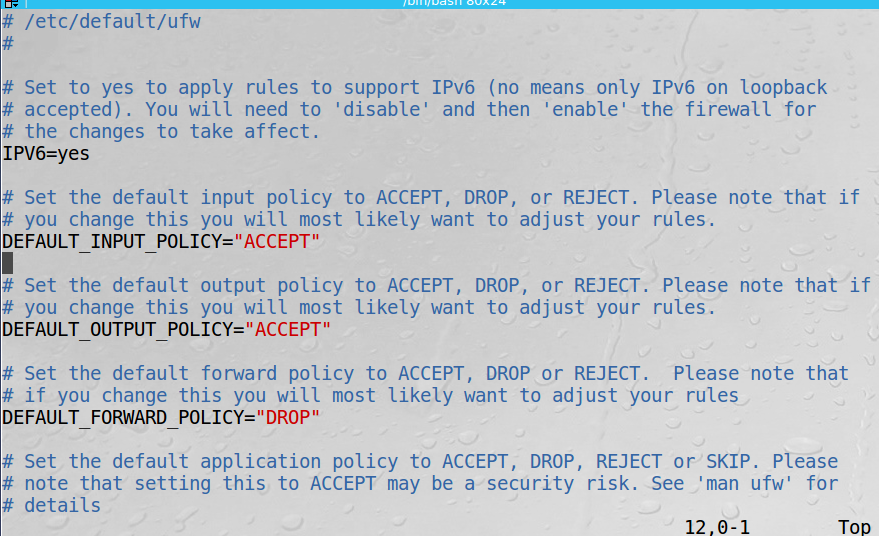 /bin/bash 80x24
# /etc/default/ufw
#
# Set to yes to apply rules to support IPv6 (no means only IPv6 on loopback
# accepted). You will need to 'disable' and then 'enable' the firewall for
# the changes to take affect.
IPV6=yes
# Set the default input policy to ACCEPT, DROP, or REJECT. Please note that if
# you change this you will most likely want to adjust your rules.
DEFAULT_INPUT_POLICY="ACCEPT"
# Set the default output policy to ACCEPT, DROP, or REJECT. Please note that if
# you change this you will most likely want to adjust your rules.
DEFAULT_OUTPUT_POLICY="ACCEPT"
# Set the default forward policy to ACCEPT, DROP or REJECT.  Please note that
# if you change this you will most likely want to adjust your rules
DEFAULT_FORWARD_POLICY="DROP"
# Set the default application policy to ACCEPT, DROP, REJECT or SKIP. Please
# note that setting this to ACCEPT may be a security risk. See 'man ufw' for
# details
12,0-1 Top